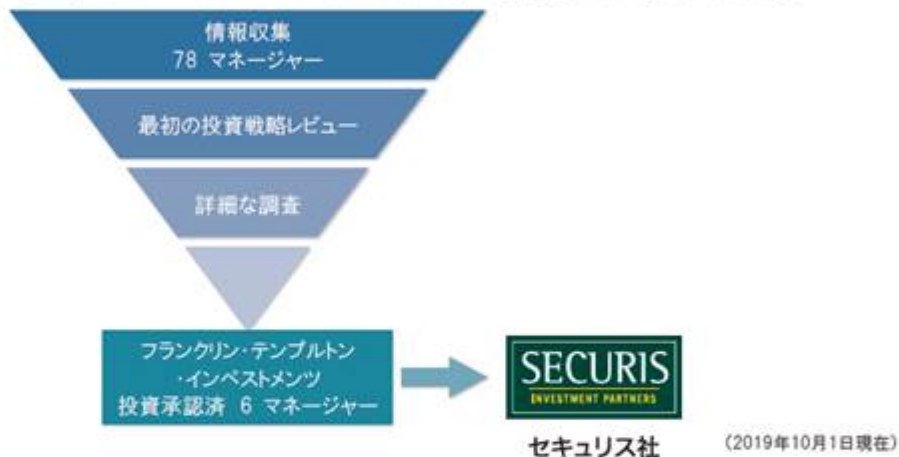 情報収集
78 マネージャー
最初の投資戦略レビュー
詳細な調査
フランクリン・テンプルトン
・インベストメンツ
投資承認済 6 マネージャー
SECURIS
INVESTMENT PARTNERS
セキュリス社
(2019年10月1日現在)